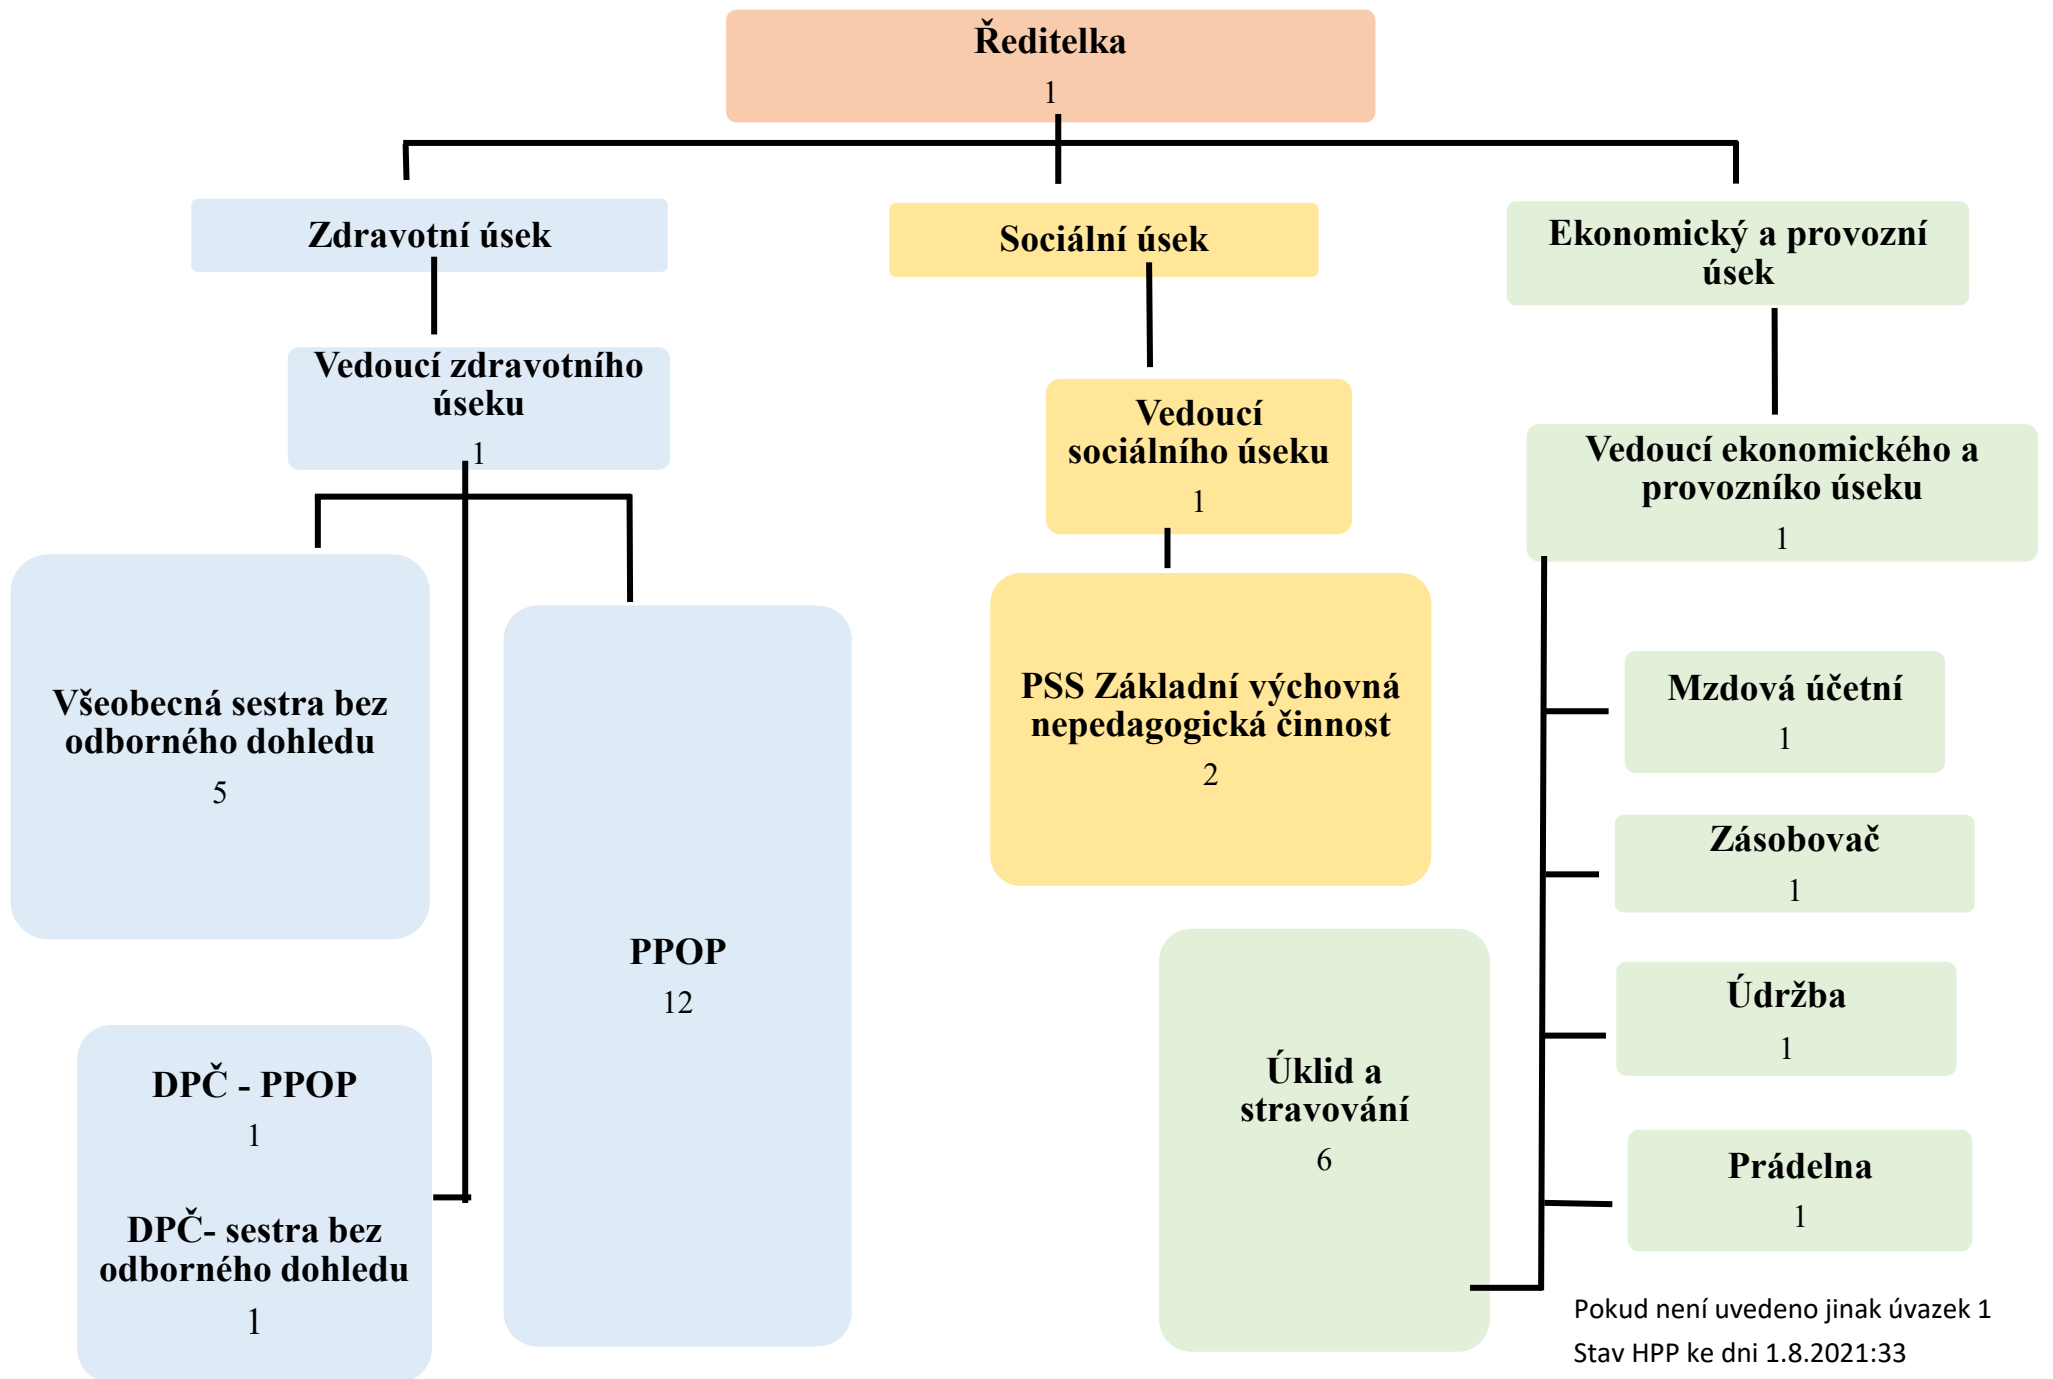 Ředitelka
1
Zdravotní úsek
Vedoucí zdravotního
úseku
1
Všeobecná sestra bez
odborného dohledu
5
PPOP
12
DPČ - PPOP
1
DPČ- sestra bez
odborného dohledu
1
Sociální úsek
Vedoucí
sociálního úseku
1
PSS Základní výchovná
nepedagogická činnost
2
Ekonomický a provozní
úsek
Vedoucí ekonomického a
provozníko úseku
1
Mzdová účetní
1
Zásobovač
1
Údržba
1
Prádelna
1
Úklid a
stravování
6
Pokud není uvedeno jinak úvazek 1
Stav HPP ke dni 1.8.2021:33